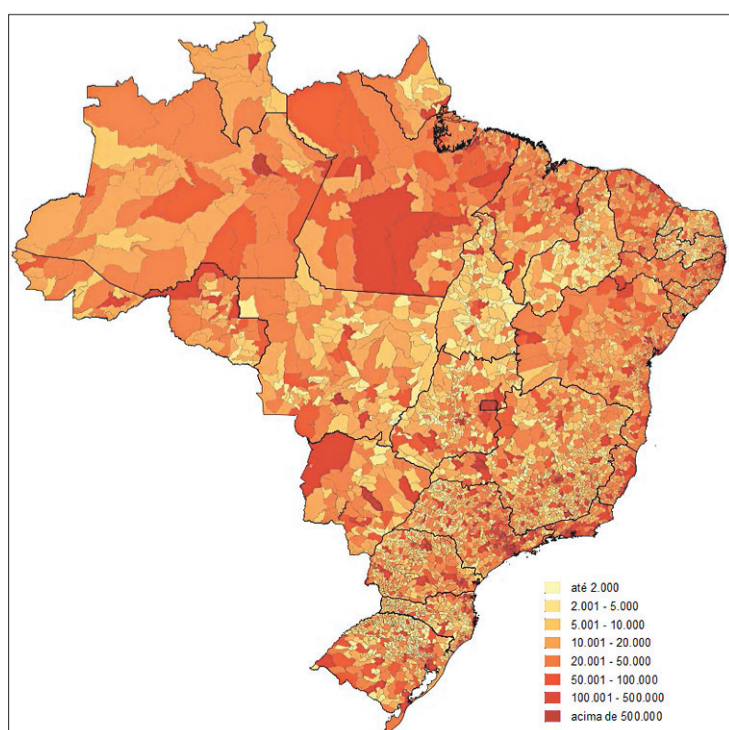 até 2.000
2.001 - 5.000
5.001 - 10.000
10.001 - 20.000
20.001 - 50.000
50.001 - 100.000
100.001 - 500.000
acima de 500.000